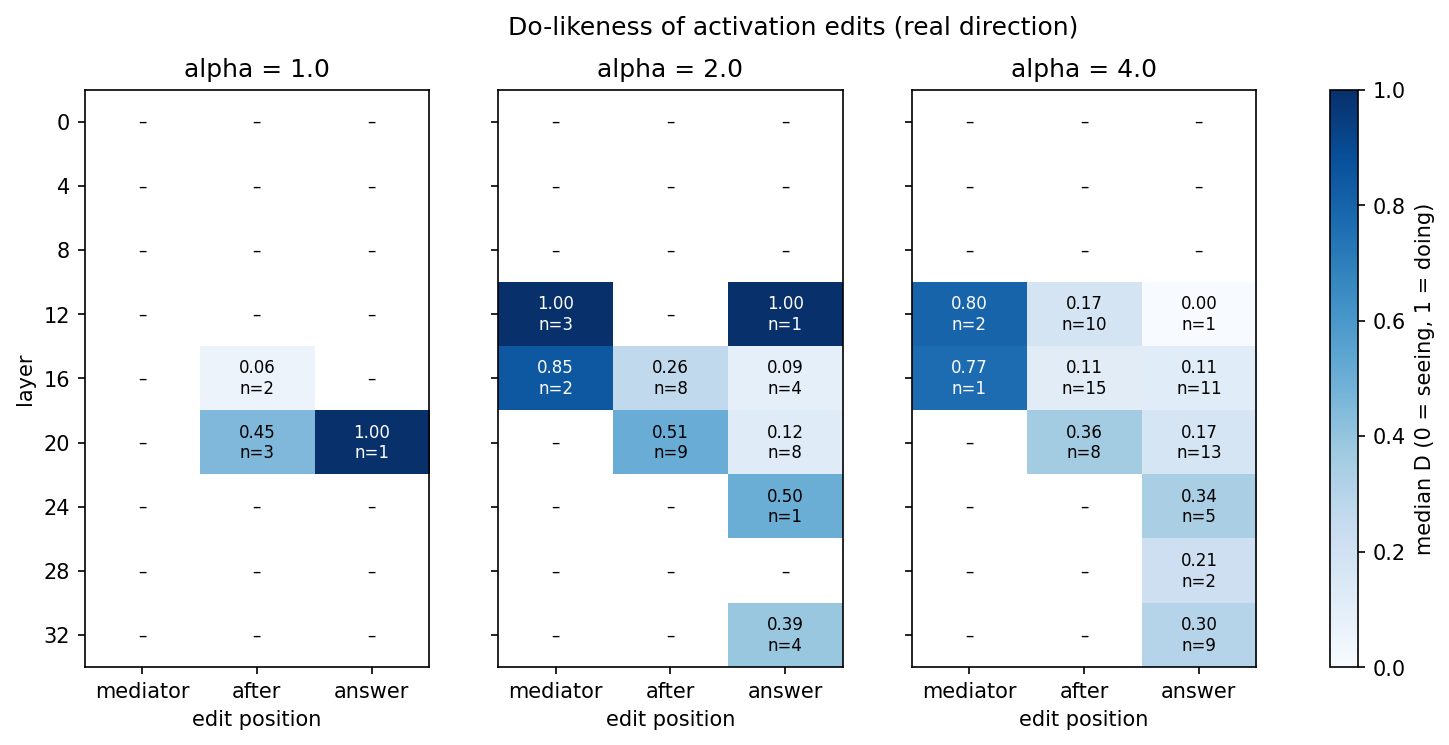 Do-likeness of activation edits (real direction)
alpha = 1.0
alpha = 2.0
alpha = 4.0
layer
0
4
8
12
16
20
24
28
32
– – –
– – –
– – –
– – –
– 0.06 n=2 –
– 0.45 n=3 1.00 n=1
– – –
– – –
– – –
mediator after answer
edit position
– – –
– – –
– – –
1.00 n=3 – 1.00 n=1
0.85 n=2 0.26 n=8 0.09 n=4
– 0.51 n=9 0.12 n=8
– – 0.50 n=1
– – –
– – 0.39 n=4
mediator after answer
edit position
– – –
– – –
– – –
0.80 n=2 0.17 n=10 0.00 n=1
0.77 n=1 0.11 n=15 0.11 n=11
– 0.36 n=8 0.17 n=13
– – 0.34 n=5
– – 0.21 n=2
– – 0.30 n=9
mediator after answer
edit position
1.0
0.8
0.6
0.4
0.2
0.0
median D (0 = seeing, 1 = doing)